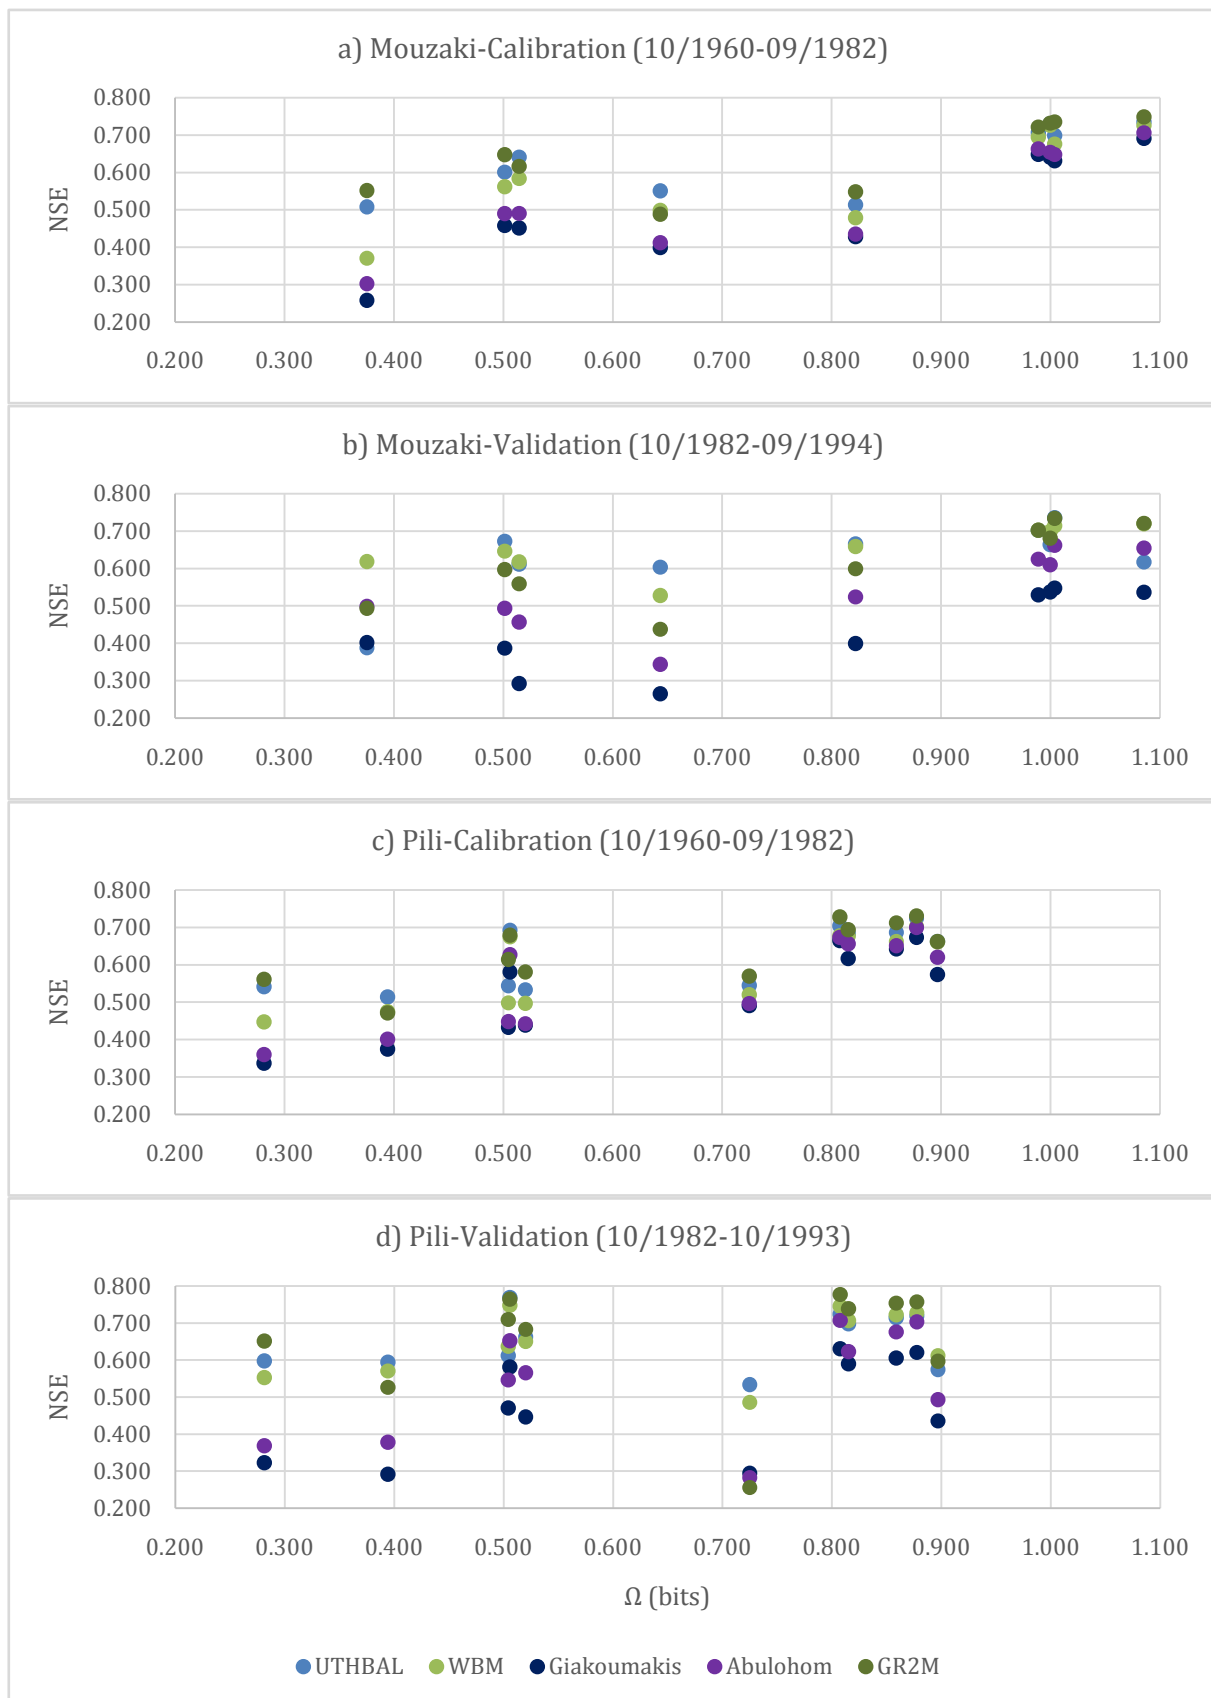 a) Mouzaki-Calibration (10/1960-09/1982)
0.800
0.700
0.600
0.500
0.400
0.300
0.200
NSE
0.200 0.300 0.400 0.500 0.600 0.700 0.800 0.900 1.000 1.100
b) Mouzaki-Validation (10/1982-09/1994)
0.800
0.700
0.600
0.500
0.400
0.300
0.200
NSE
0.200 0.300 0.400 0.500 0.600 0.700 0.800 0.900 1.000 1.100
c) Pili-Calibration (10/1960-09/1982)
0.800
0.700
0.600
0.500
0.400
0.300
0.200
NSE
0.200 0.300 0.400 0.500 0.600 0.700 0.800 0.900 1.000 1.100
d) Pili-Validation (10/1982-10/1993)
0.800
0.700
0.600
0.500
0.400
0.300
0.200
NSE
0.200 0.300 0.400 0.500 0.600 0.700 0.800 0.900 1.000 1.100
Ω (bits)
UTHBAL WBM Giakoumakis Abulohom GR2M